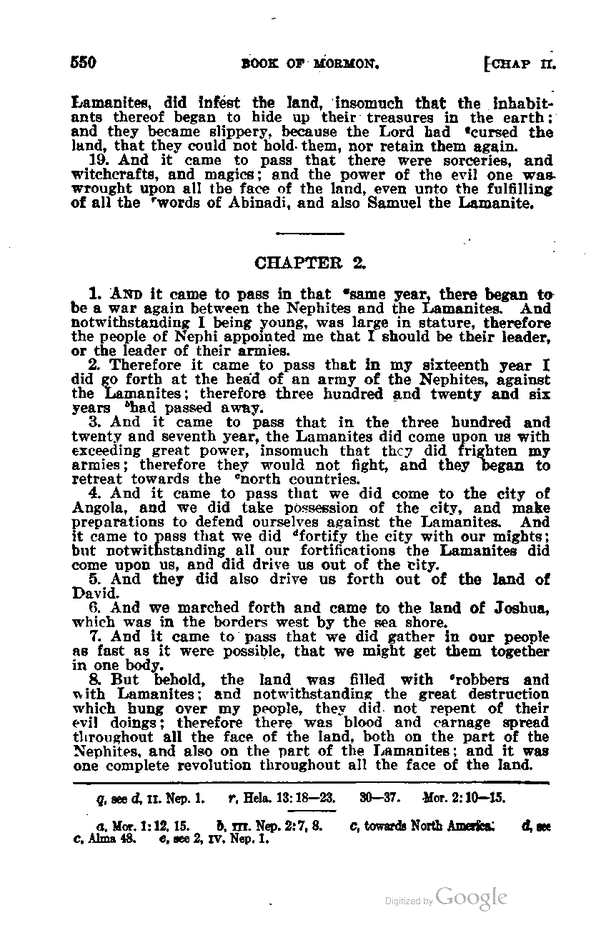 550 BOOK OF MORMON. [CHAP II.
Lamanites, did infest the land, insomuch that the inhabit-
ants thereof began to hide up their treasures in the earth;
and they became slippery, because the Lord had qcursed the
land, that they could not hold them, nor retain them again.
19. And it came to pass that there were sorceries, and
witchcrafts, and magics; and the power of the evil one was
wrought upon all the face of the land, even unto the fulfilling
of all the rwords of Abinadi, and also Samuel the Lamanite.
CHAPTER 2.
1. AND it came to pass in that asame year, there began to
be a war again between the Nephites and the Lamanites. And
notwithstanding I being young, was large in stature, therefore
the people of Nephi appointed me that I should be their leader,
or the leader of their armies.
2. Therefore it came to pass that in my sixteenth year I
did go forth at the head of an army of the Nephites, against
the Lamanites; therefore three hundred and twenty and six
years bhad passed away.
3. And it came to pass that in the three hundred and
twenty and seventh year, the Lamanites did come upon us with
exceeding great power, insomuch that they did frighten my
armies; therefore they would not fight, and they began to
retreat towards the cnorth countries.
4. And it came to pass that we did come to the city of
Angola, and we did take possession of the city, and make
preparations to defend ourselves against the Lamanites. And
it came to pass that we did dfortify the city with our mights;
but notwithstanding all our fortifications the Lamanites did
come upon us, and did drive us out of the city.
5. And they did also drive us forth out of the land of
David.
6. And we marched forth and came to the land of Joshua,
which was in the borders west by the sea shore.
7. And it came to pass that we did gather in our people
as fast as it were possible, that we might get them together
in one body.
8. But behold, the land was filled with erobbers and
with Lamanites; and notwithstanding the great destruction
which hung over my people, they did not repent of their
evil doings; therefore there was blood and carnage spread
throughout all the face of the land, both on the part of the
Nephites, and also on the part of the Lamanites; and it was
one complete revolution throughout all the face of the land.
q, see d, II. Nep. 1. r, Hela. 13:18—23. 30—37. Mor. 2:10—15.
a, Mor. 1:12, 15. b, III. Nep. 2:7, 8. c, towards North America. d, see
c, Alma 48. e, see 2, IV. Nep. 1.
Digitized by Google